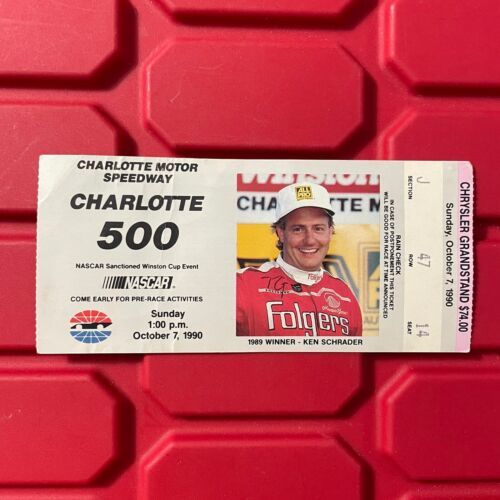 CHARLOTTE MOTOR
SPEEDWAY
CHARLOTTE
500
NASCAR Sanctioned Winston Cup Event
NASCAR
COME EARLY FOR PRE-RACE ACTIVITIES
Sunday
1:00 p.m.
October 7, 1990
Winston
CHARLOTTE M
ALL
PRO
Folgers
1989 WINNER - KEN SCHRADER
RAIN CHECK
IN CASE OF POSTPONEMENT THIS TICKET
WILL BE GOOD FOR RACE AT TIME ANNOUNCED
SECTION
J
ROW
47
SEAT
14
Sunday, October 7, 1990
CHRYSLER GRANDSTAND $74.00